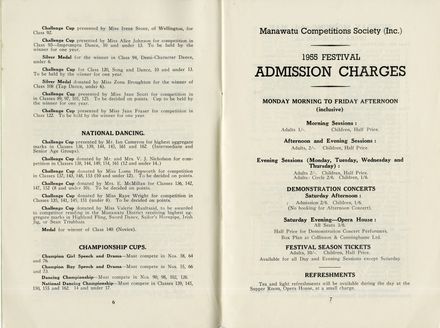 Challenge Cup presented by Miss Irene Stone, of Wellington, for
Class 92.
Challenge Cup presented by Miss Alice Johnson for competition in
Class 93—Impromptu Dance, 10 and under 13. To be held by the
winner for one year.
Silver Medal for the winner in Class 94, Demi-Character Dance,
under 8.
Silver Medal donated by Miss Zona Broughton for the winner of
Class 108 (Tap Dance, under 6).
Challenge Cup for Class 120, Song and Dance, 10 and under 13.
To be held by the winner for one year.
Challenge Cup presented by Miss Jean Scott for competition in
Classes 89, 97, 101, 125. To be decided on points. Cup to be held by
the winner for one year.
Challenge Cup presented by Miss Jean Fraser for competition in
Class 122. To be held by the winner for one year.
NATIONAL DANCING.
Challenge Cup presented by Mr. Ian Cameron for highest aggregate
marks in Classes 134, 139, 144, 145, 161 and 162. (Intermediate and
Senior Age Groups).
Challenge Cup donated by Mr. and Mrs. V. J. Nicholson for com-
petition in Classes 139, 144, 149, 154, 161 (12 and under 14.)
Challenge Cup donated by Miss Lorna Hepworth for competition
in Classes 137, 143, 148, 153 (10 and under 12). To be decided on points.
Challenge Cup donated by Mrs. E. McMillan for Classes 136, 142,
147, 152 (8 and under 10). To be decided on points.
Challenge Cup donated by Miss Raye Wright for competition in
Classes 135, 141, 145, 151 (under 8). To be decided on points.
Challenge Cup donated by Miss Valerie Maitland, to be awarded
to competitor residing in the Manawatu District receiving highest ag-
gregate marks in Highland Fling, Sword Dance, Sailor's Hornpipe, Irish
Jig, or Sean Triubhais
Medal for winner of Class 140 (Novice).
CHAMPIONSHIP CUPS.
Champion Girl Speech and Drama—Must compete in Nos. 38, 64
and 76.
Champion Boy Speech and Drama—Must compete in Nos. 15, 66
and 73.
Dancing Championship—Must compete in Nos. 90, 98, 102, 126.
National Dancing Championship—Must compete in Classes 139, 145,
150, 155 and 162. 14 and under 17.
6
Manawatu Competitions Society (Inc.)
1955 FESTIVAL
ADMISSION CHARGES
MONDAY MORNING TO FRIDAY AFTERNOON
(inclusive)
Morning Sessions:
Adults 1/-. Children, Half Price.
Afternoon and Evening Sessions:
Adults, 2/-. Children, Half Price.
Evening Sessions (Monday, Tuesday, Wednesday and
Thursday):
Adults: 2/6. Children, 1/6.
Adults: Circle 2/6. Children, 1/6.
DEMONSTRATION CONCERTS
Saturday Afternoon:
Admission 2/6. Children, 1/6.
(No booking for Afternoon Concert).
Saturday Evening—Opera House:
All Seats 3/6.
Half Price for Demonstration Concert Performers.
Box Plan at Collinson & Cunninghame Ltd.
FESTIVAL SEASON TICKETS
Adults, 10/-. Children, Half Price.
Available for all Day and Evening Sessions except Saturday.
REFRESHMENTS
Tea and light refreshments will be available during the day at the
Supper Room, Opera House, at a small charge.
7